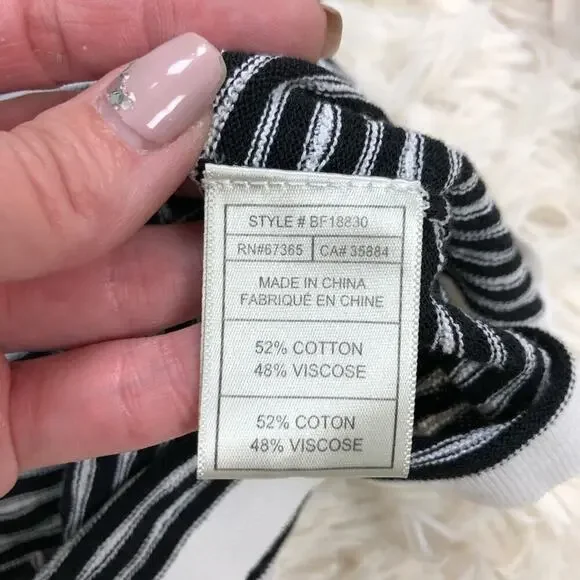 STYLE # BF18830
RN#67365 CA# 35884
MADE IN CHINA
FABRIQUÉ EN CHINE
52% COTTON
48% VISCOSE
52% COTON
48% VISCOSE